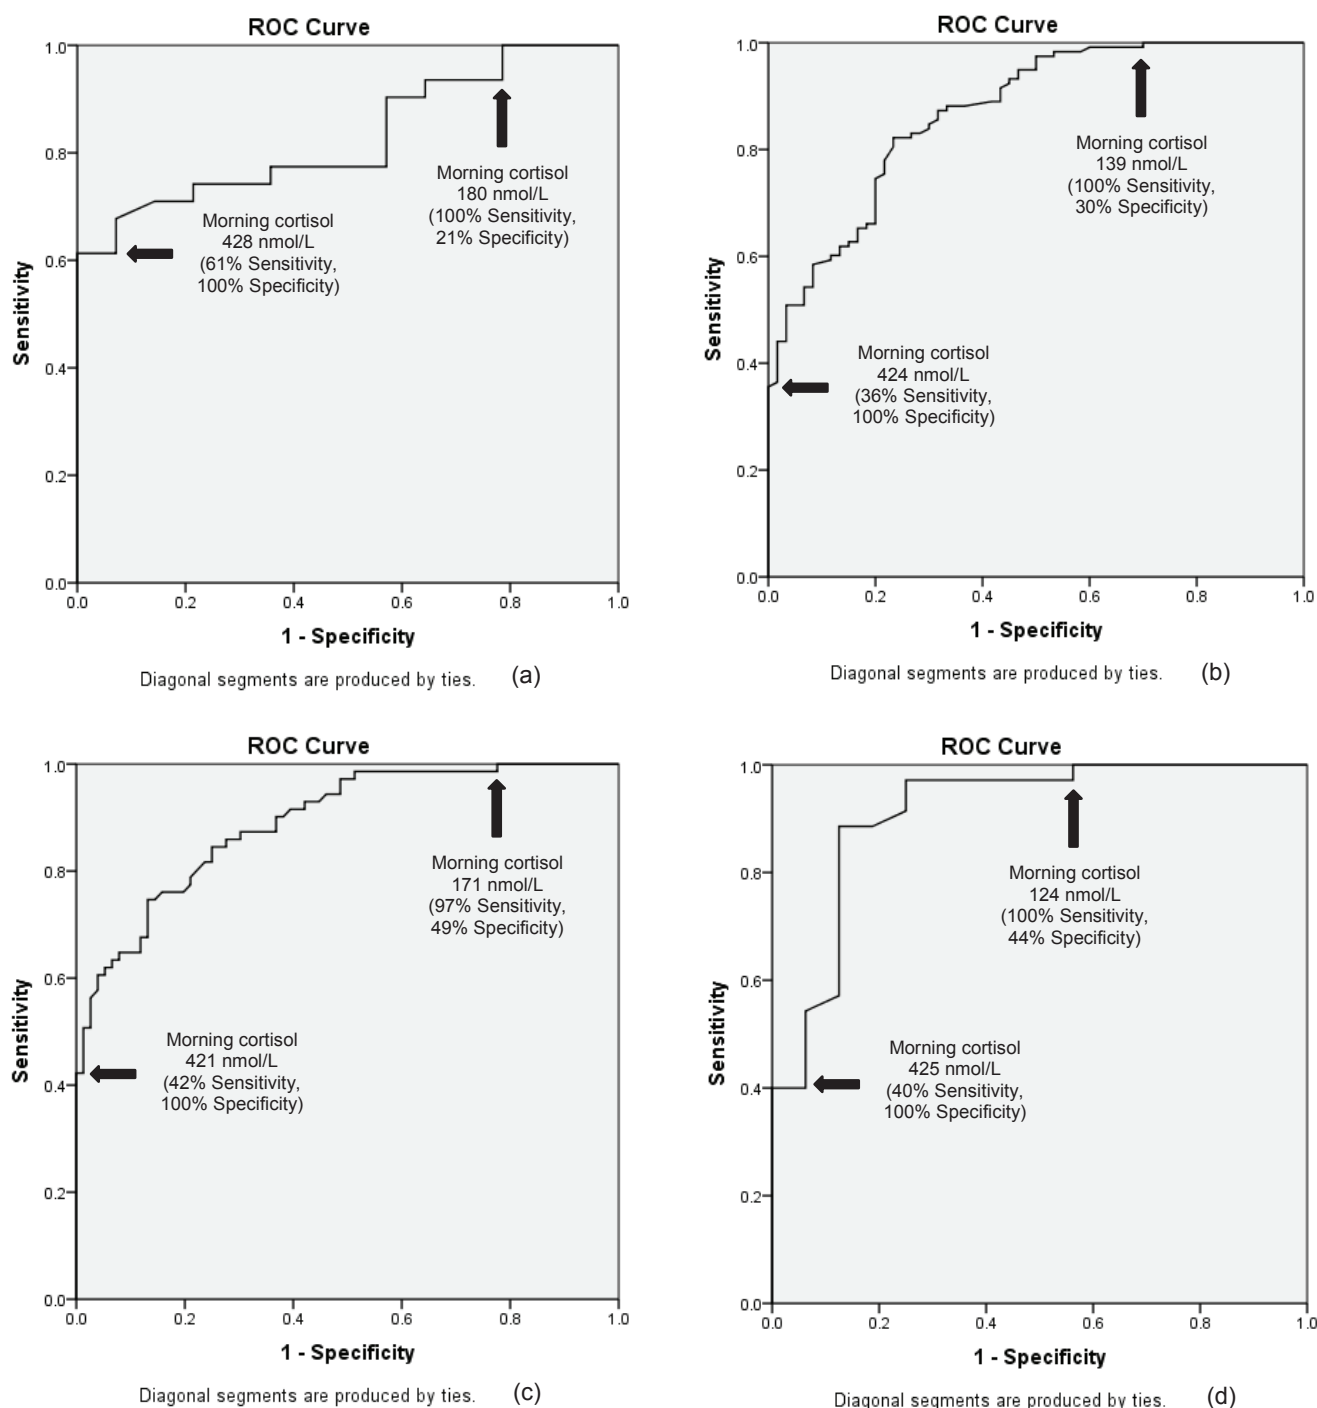 ROC Curve
1.0
0.8
0.6
0.4
0.2
0.0
Sensitivity
Morning cortisol
428 nmol/L
(61% Sensitivity,
100% Specificity)
Morning cortisol
180 nmol/L
(100% Sensitivity,
21% Specificity)
0.0 0.2 0.4 0.6 0.8 1.0
1 - Specificity
Diagonal segments are produced by ties. (a)
ROC Curve
1.0
0.8
0.6
0.4
0.2
0.0
Sensitivity
Morning cortisol
139 nmol/L
(100% Sensitivity,
30% Specificity)
Morning cortisol
424 nmol/L
(36% Sensitivity,
100% Specificity)
0.0 0.2 0.4 0.6 0.8 1.0
1 - Specificity
Diagonal segments are produced by ties. (b)
ROC Curve
1.0
0.8
0.6
0.4
0.2
0.0
Sensitivity
Morning cortisol
171 nmol/L
(97% Sensitivity,
49% Specificity)
Morning cortisol
421 nmol/L
(42% Sensitivity,
100% Specificity)
0.0 0.2 0.4 0.6 0.8 1.0
1 - Specificity
Diagonal segments are produced by ties. (c)
ROC Curve
1.0
0.8
0.6
0.4
0.2
0.0
Sensitivity
Morning cortisol
124 nmol/L
(100% Sensitivity,
44% Specificity)
Morning cortisol
425 nmol/L
(40% Sensitivity,
100% Specificity)
0.0 0.2 0.4 0.6 0.8 1.0
1 - Specificity
Diagonal segments are produced by ties. (d)